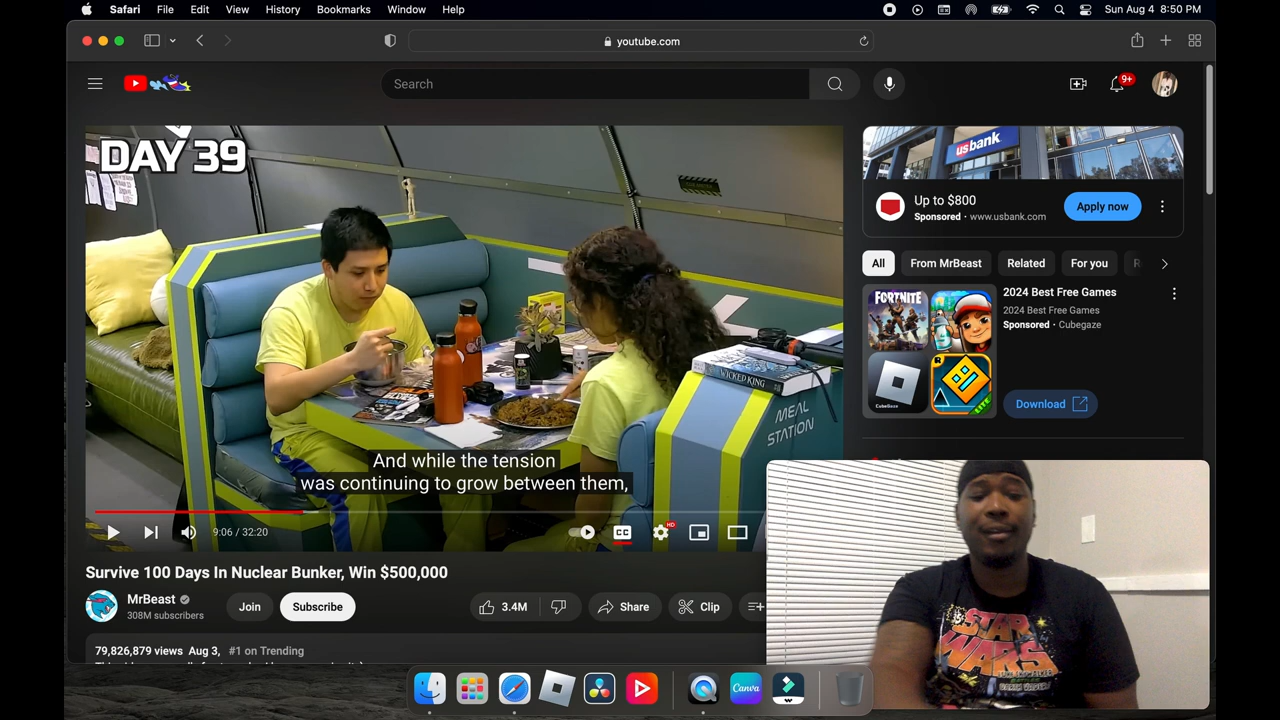 Safari File Edit View History Bookmarks Window Help
Sun Aug 4 8:50 PM
youtube.com
Search
9+
DAY 39
WICKED KING
MEAL
STATION
And while the tension
was continuing to grow between them,
9:06 / 32:20
CC
HD
Survive 100 Days In Nuclear Bunker, Win $500,000
MrBeast
308M subscribers
Join
Subscribe
3.4M
Share
Clip
79,826,879 views Aug 3, #1 on Trending
usbank
Up to $800
Sponsored · www.usbank.com
Apply now
All
From MrBeast
Related
For you
FORTNITE
CubeGaze
2024 Best Free Games
2024 Best Free Games
Sponsored · Cubegaze
Download
STAR
WARS
Canva